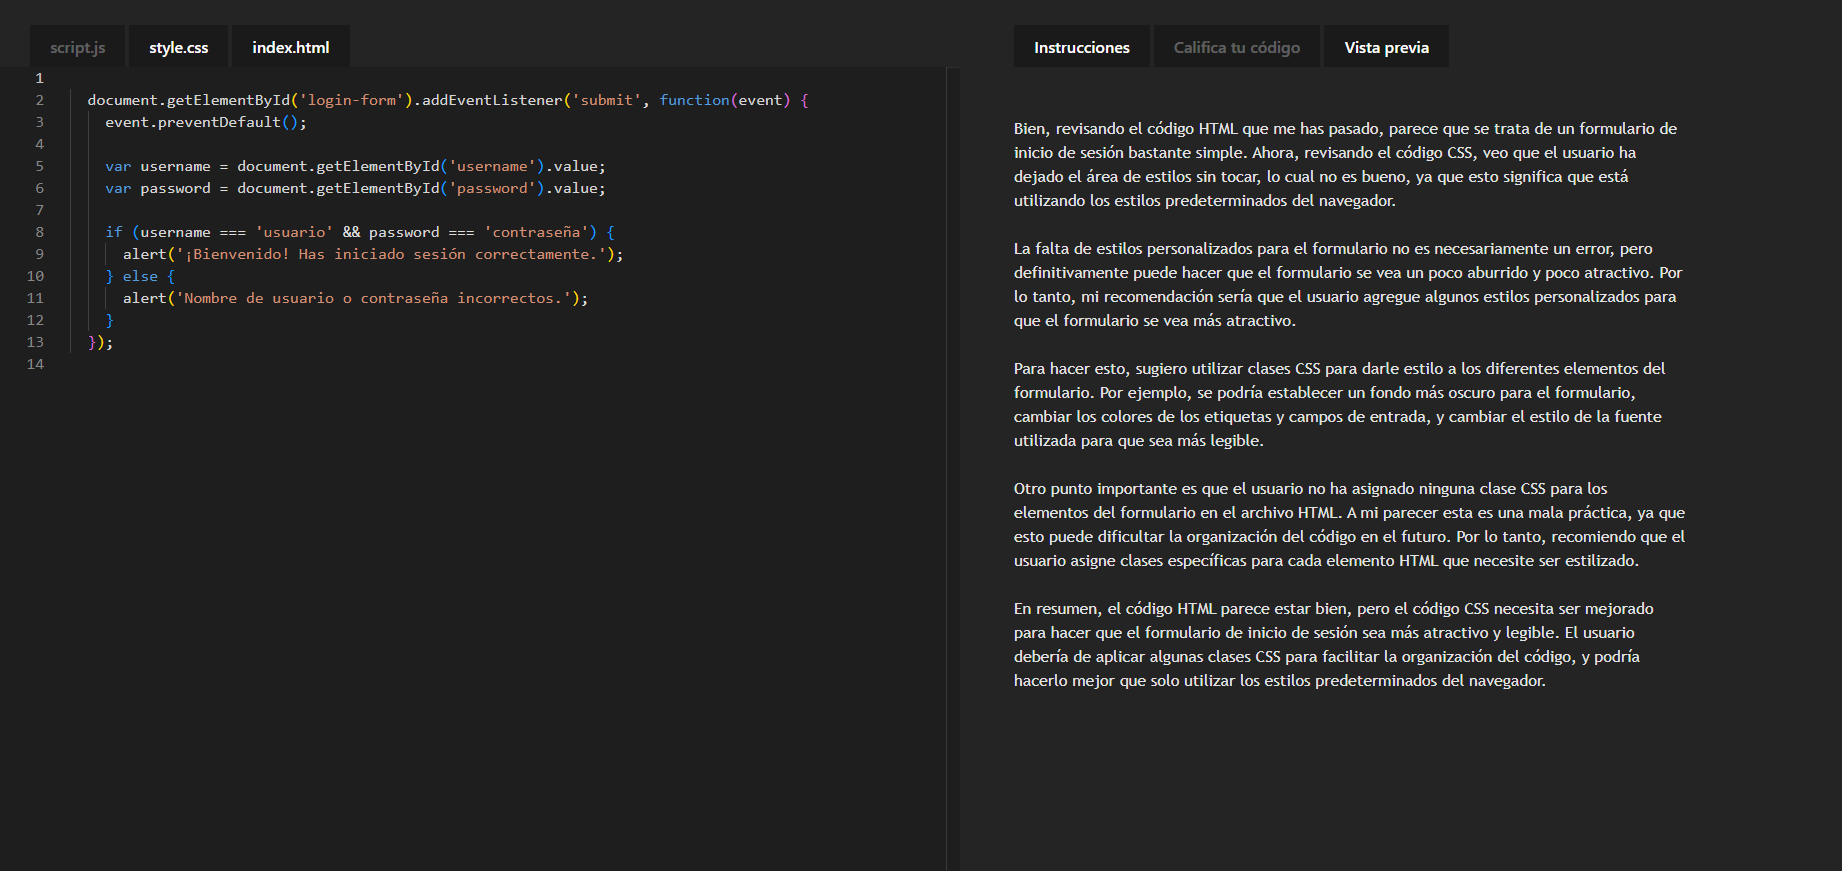 script.js
style.css
index.html
1
2 document.getElementById('login-form').addEventListener('submit', function(event) {
3 event.preventDefault();
4
5 var username = document.getElementById('username').value;
6 var password = document.getElementById('password').value;
7
8 if (username === 'usuario' && password === 'contraseña') {
9 alert('¡Bienvenido! Has iniciado sesión correctamente.');
10 } else {
11 alert('Nombre de usuario o contraseña incorrectos.');
12 }
13 });
14
Instrucciones
Califica tu código
Vista previa
Bien, revisando el código HTML que me has pasado, parece que se trata de un formulario de
inicio de sesión bastante simple. Ahora, revisando el código CSS, veo que el usuario ha
dejado el área de estilos sin tocar, lo cual no es bueno, ya que esto significa que está
utilizando los estilos predeterminados del navegador.
La falta de estilos personalizados para el formulario no es necesariamente un error, pero
definitivamente puede hacer que el formulario se vea un poco aburrido y poco atractivo. Por
lo tanto, mi recomendación sería que el usuario agregue algunos estilos personalizados para
que el formulario se vea más atractivo.
Para hacer esto, sugiero utilizar clases CSS para darle estilo a los diferentes elementos del
formulario. Por ejemplo, se podría establecer un fondo más oscuro para el formulario,
cambiar los colores de los etiquetas y campos de entrada, y cambiar el estilo de la fuente
utilizada para que sea más legible.
Otro punto importante es que el usuario no ha asignado ninguna clase CSS para los
elementos del formulario en el archivo HTML. A mi parecer esta es una mala práctica, ya que
esto puede dificultar la organización del código en el futuro. Por lo tanto, recomiendo que el
usuario asigne clases específicas para cada elemento HTML que necesite ser estilizado.
En resumen, el código HTML parece estar bien, pero el código CSS necesita ser mejorado
para hacer que el formulario de inicio de sesión sea más atractivo y legible. El usuario
debería de aplicar algunas clases CSS para facilitar la organización del código, y podría
hacerlo mejor que solo utilizar los estilos predeterminados del navegador.